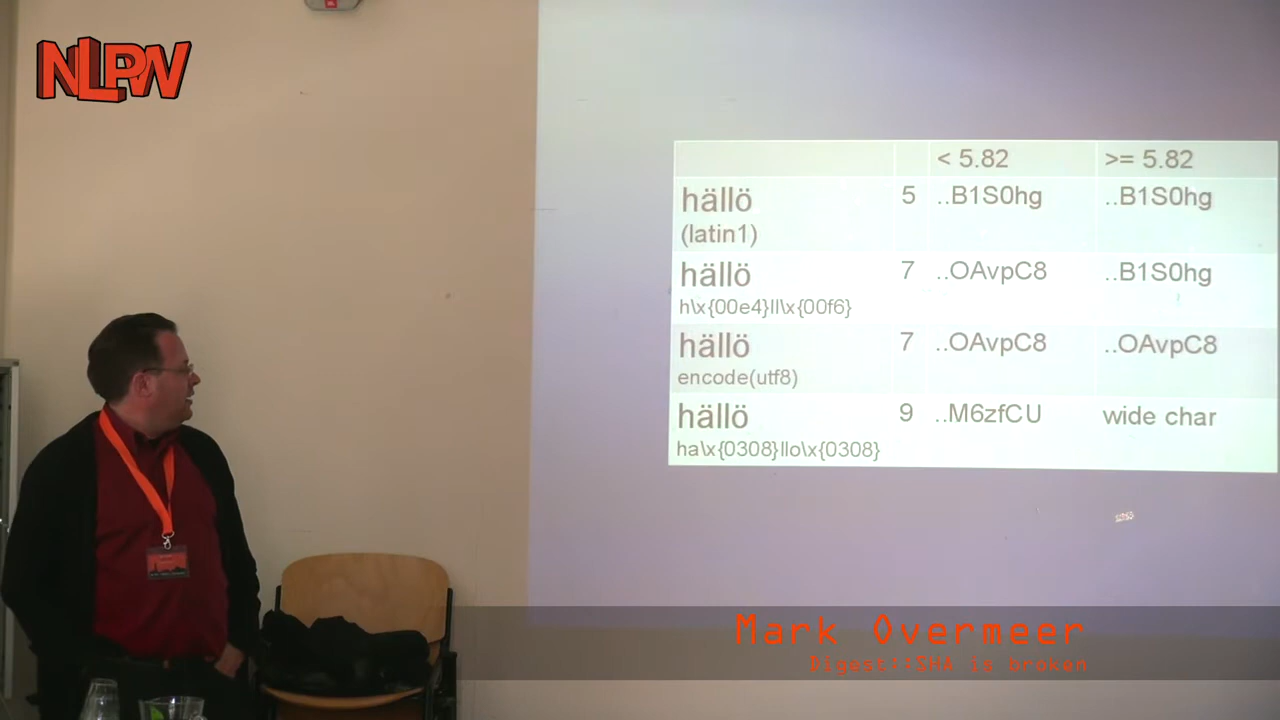 NLPW
< 5.82 >= 5.82
hällö 5 ..B1S0hg ..B1S0hg
(latin1)
hällö 7 ..OAvpC8 ..B1S0hg
h\x{00e4}ll\x{00f6}
hällö 7 ..OAvpC8 ..OAvpC8
encode(utf8)
hällö 9 ..M6zfCU wide char
ha\x{0308}llo\x{0308}
Mark Overmeer
Digest::SHA is broken